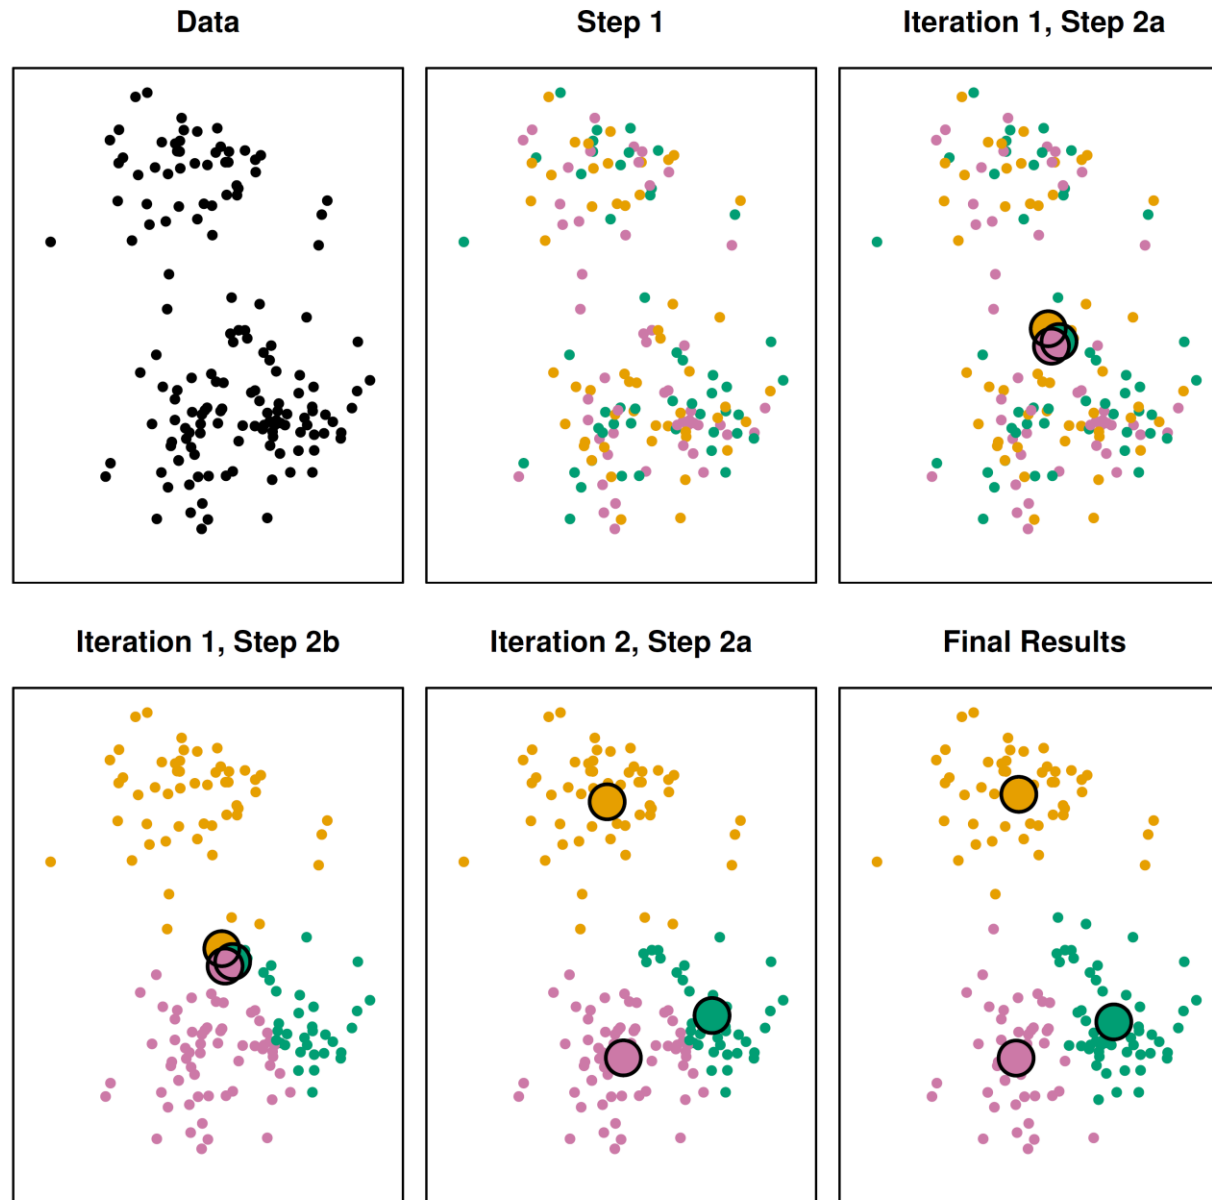 Data
Step 1
Iteration 1, Step 2a
Iteration 1, Step 2b
Iteration 2, Step 2a
Final Results